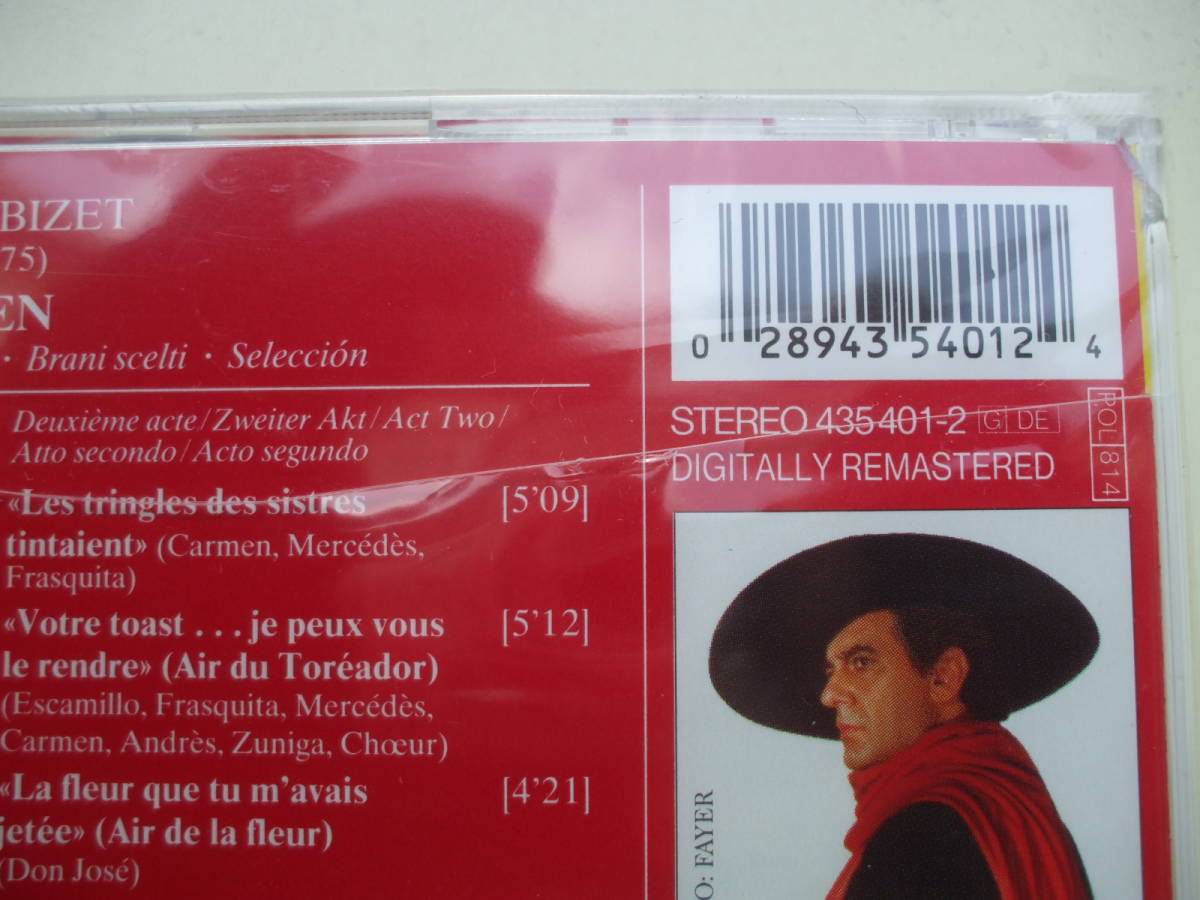 BIZET
75)
EN
· Brani scelti · Selección
Deuxième acte/Zweiter Akt/Act Two/
Atto secondo/Acto segundo
«Les tringles des sistres [5'09]
tintaient» (Carmen, Mercédès,
Frasquita)
«Votre toast . . . je peux vous [5'12]
le rendre» (Air du Toréador)
(Escamillo, Frasquita, Mercédès,
Carmen, Andrès, Zuniga, Chœur)
«La fleur que tu m'avais [4'21]
jetée» (Air de la fleur)
(Don José)
0 28943 54012 4
STEREO 435 401-2 G DE
DIGITALLY REMASTERED
POL 814
O: FAYER